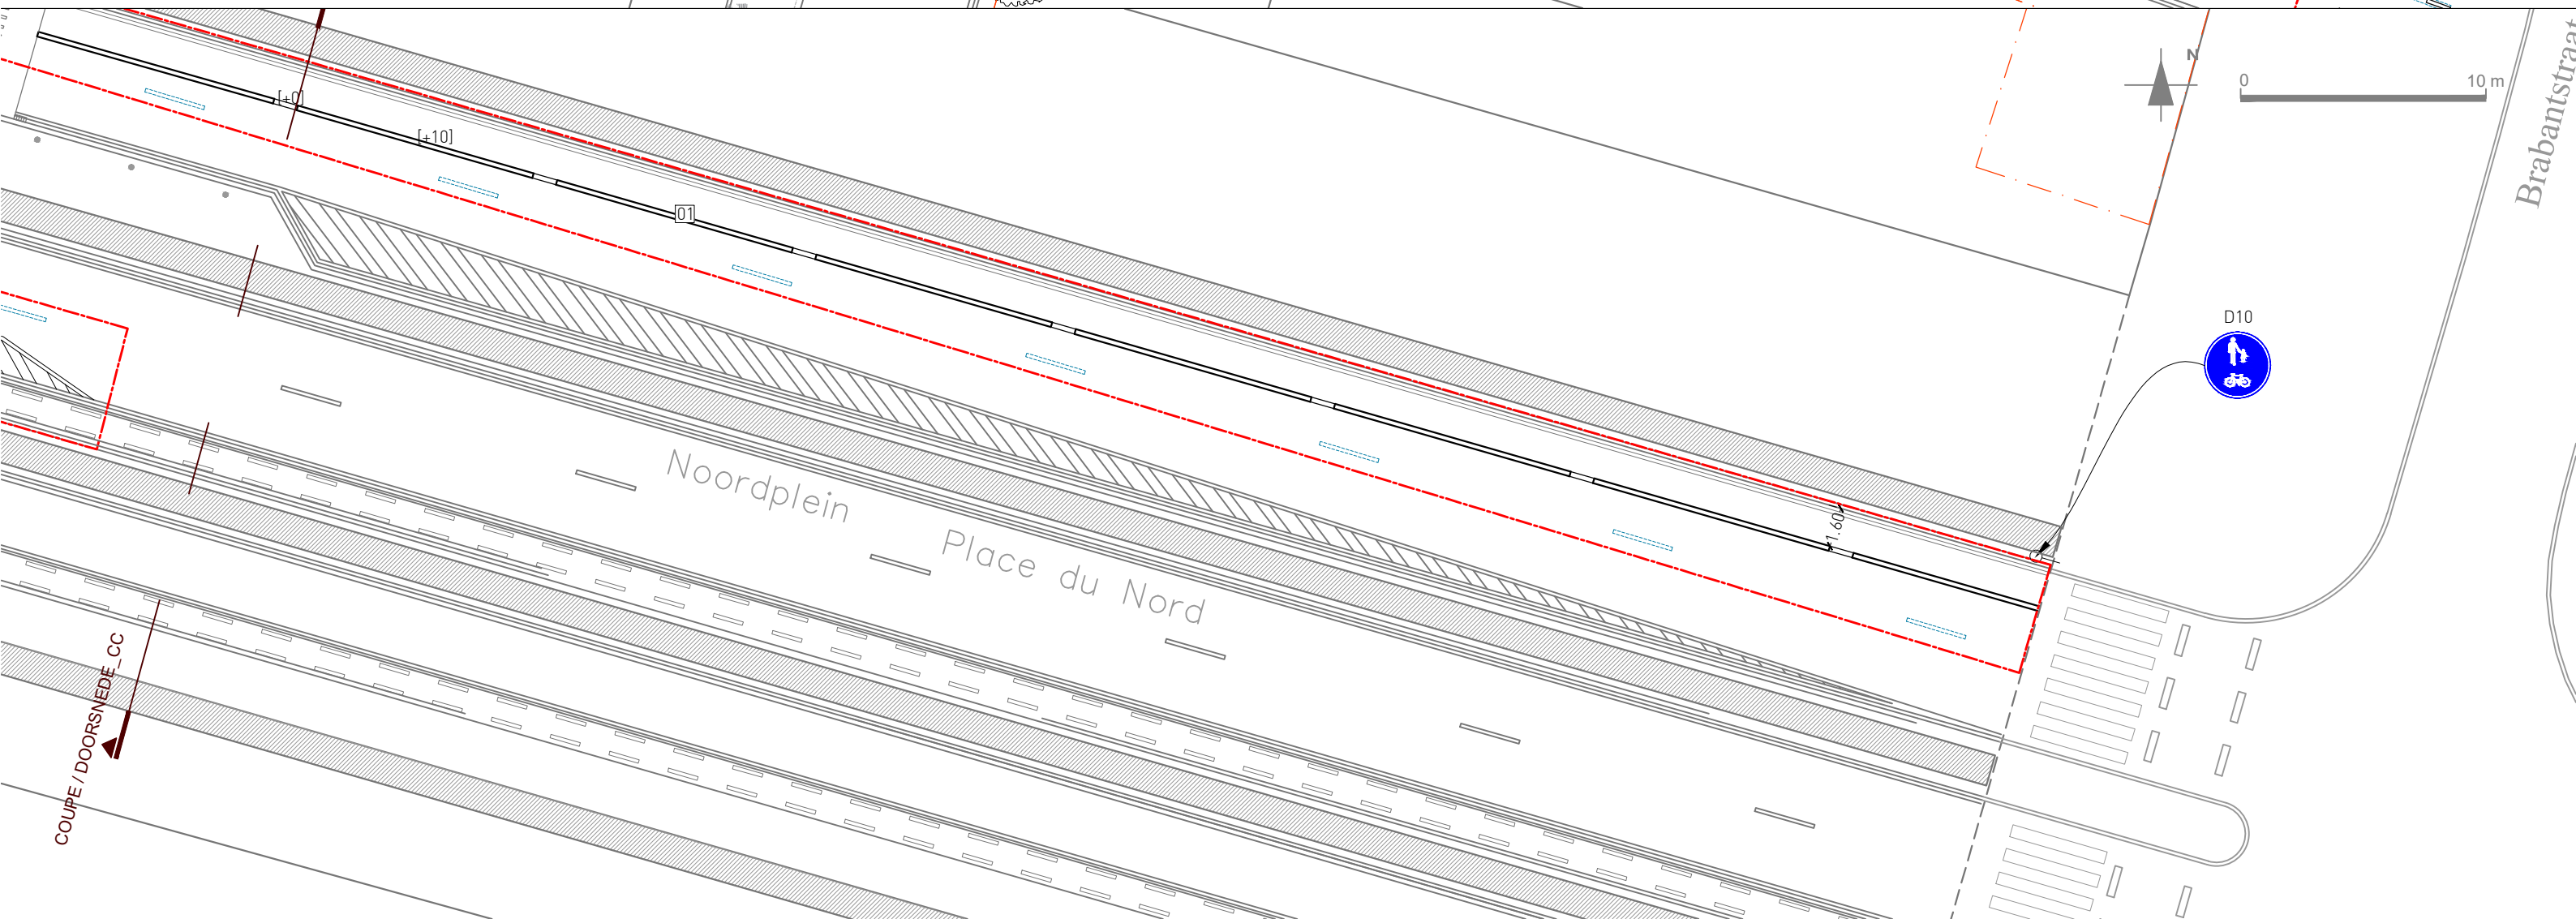 N
0
10 m
Brabantstraat
[+0]
[+10]
01
D10
Noordplein
Place du Nord
1.60
COUPE / DOORSNEDE_CC